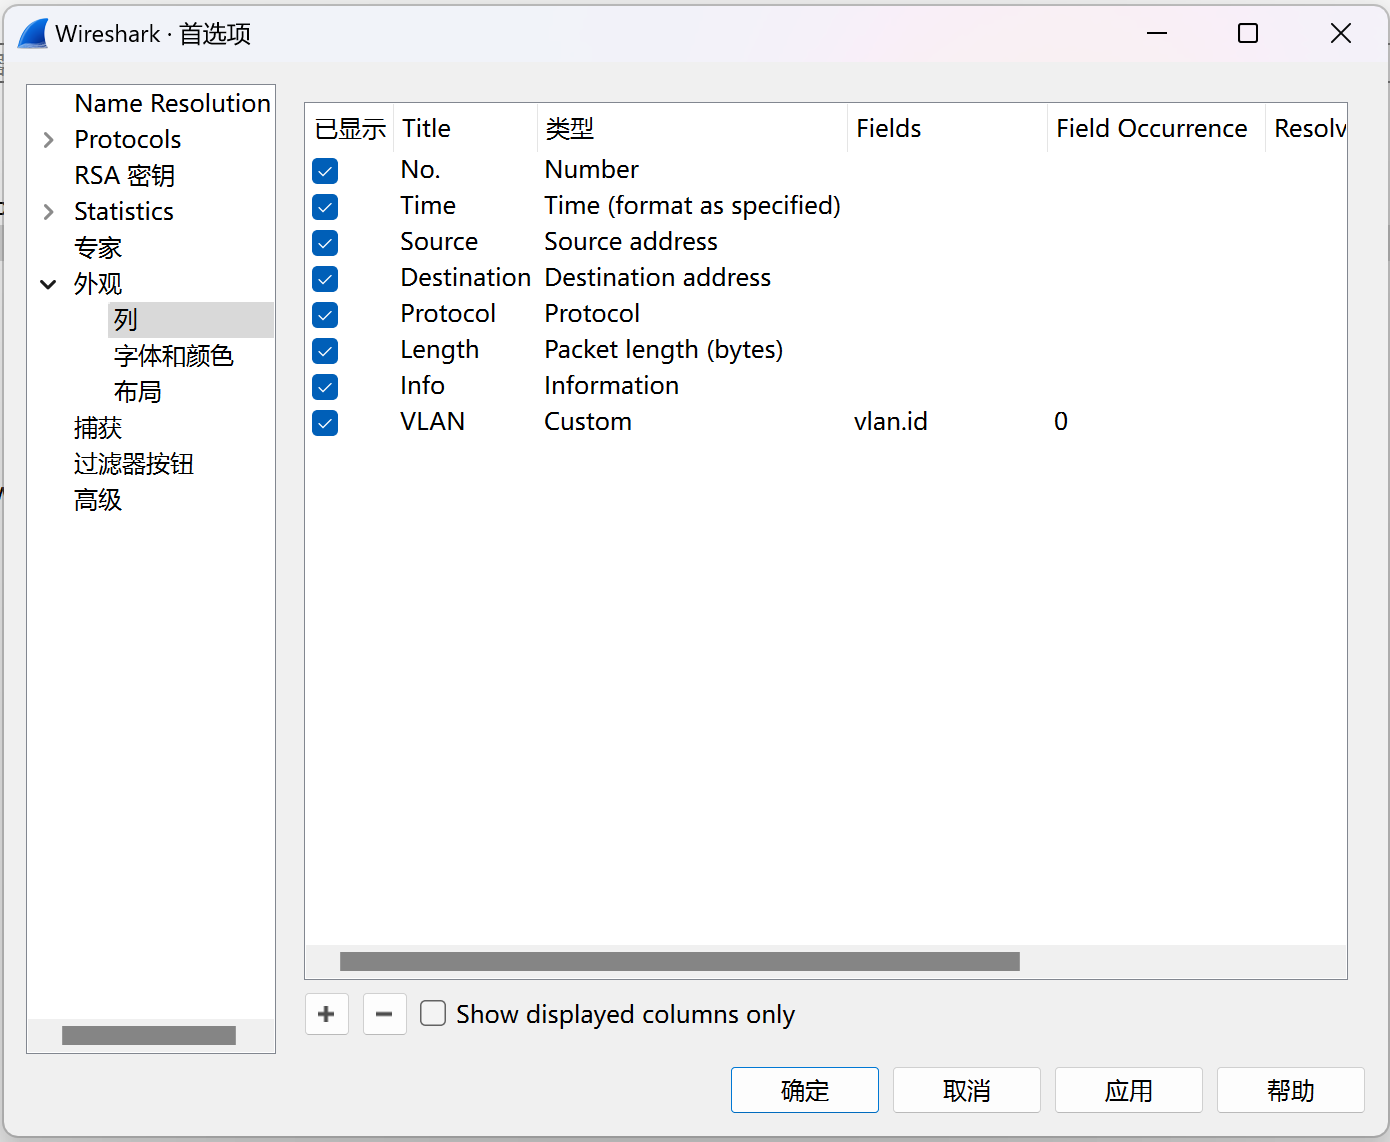 Wireshark · 首选项
Name Resolution
Protocols
RSA 密钥
Statistics
专家
外观
列
字体和颜色
布局
捕获
过滤器按钮
高级
已显示 Title 类型 Fields Field Occurrence Resolv
No. Number
Time Time (format as specified)
Source Source address
Destination Destination address
Protocol Protocol
Length Packet length (bytes)
Info Information
VLAN Custom vlan.id 0
Show displayed columns only
确定 取消 应用 帮助